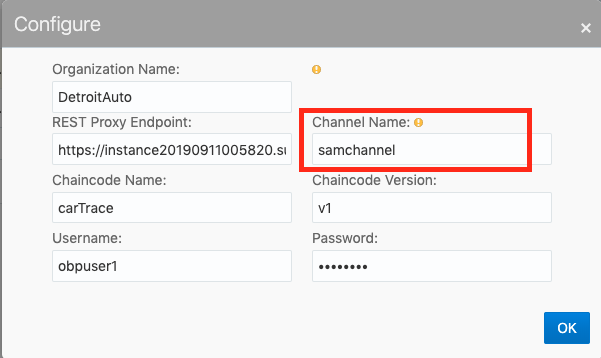 Configure
Organization Name:
DetroitAuto
REST Proxy Endpoint:
Channel Name:
https://instance20190911005820.su
samchannel
Chaincode Name:
Chaincode Version:
carTrace
v1
Username:
Password:
obpuser1
••••••••
OK